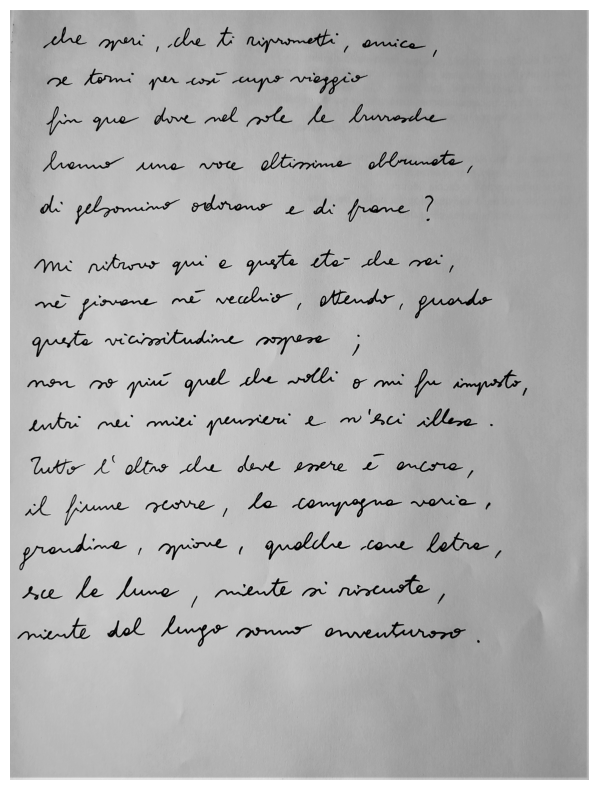 che speri, che ti riprometti, amica,
se torni per così cupo viaggio
fin qua dove nel sole le burrasche
hanno una voce altissima abbrunata,
di gelsomino odorano e di frane?
Mi ritrovo qui a questa età che sai,
né giovane né vecchio, attendo, guardo
questa vicissitudine sospesa;
non so più quel che volli o mi fu imposto,
entri nei miei pensieri e n'esci illesa.
Tutto l'altro che deve essere è ancora,
il fiume scorre, la campagna varia,
grandina, spiove, qualche cane latra,
esce la luna, niente si riscuote,
niente dal lungo sonno avventuroso.